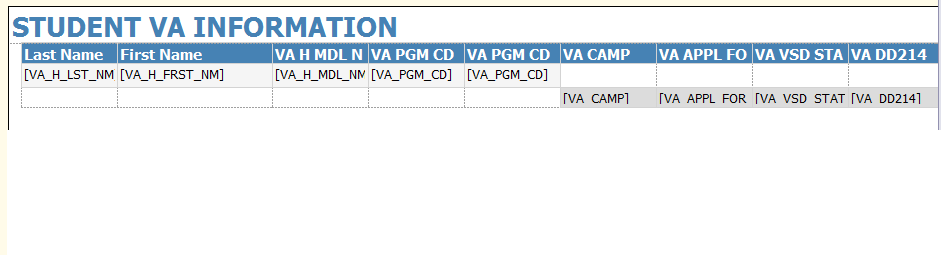 STUDENT VA INFORMATION
Last Name First Name VA H MDL N VA PGM CD VA PGM CD VA CAMP VA APPL FO VA VSD STA VA DD214
[VA_H_LST_NM [VA_H_FRST_NM] [VA_H_MDL_NM [VA_PGM_CD] [VA_PGM_CD]
[VA_CAMP] [VA_APPL_FOR [VA_VSD_STAT [VA_DD214]